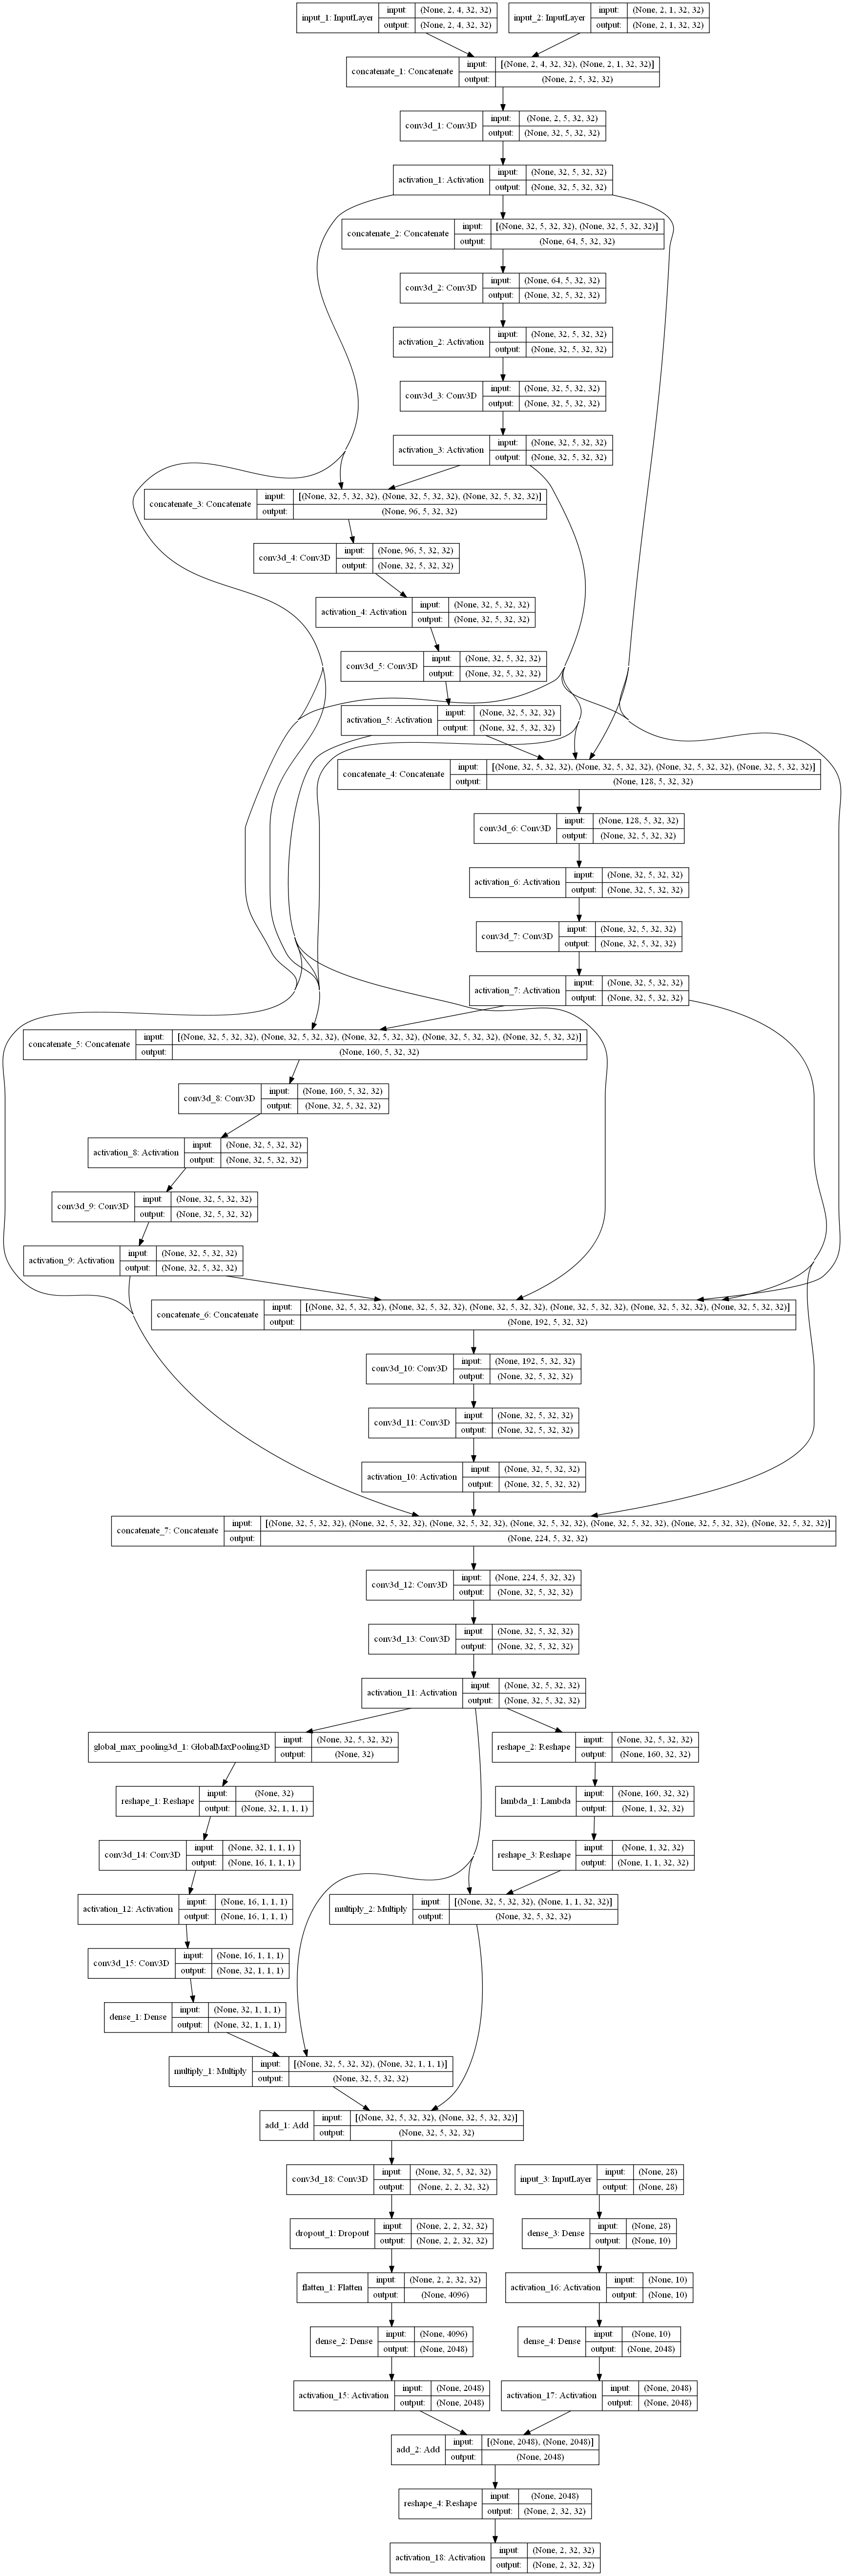 input_1: InputLayer
input: (None, 2, 4, 32, 32)
output: (None, 2, 4, 32, 32)
input_2: InputLayer
input: (None, 2, 1, 32, 32)
output: (None, 2, 1, 32, 32)
concatenate_1: Concatenate
input: [(None, 2, 4, 32, 32), (None, 2, 1, 32, 32)]
output: (None, 2, 5, 32, 32)
conv3d_1: Conv3D
input: (None, 2, 5, 32, 32)
output: (None, 32, 5, 32, 32)
activation_1: Activation
input: (None, 32, 5, 32, 32)
output: (None, 32, 5, 32, 32)
concatenate_2: Concatenate
input: [(None, 32, 5, 32, 32), (None, 32, 5, 32, 32)]
output: (None, 64, 5, 32, 32)
conv3d_2: Conv3D
input: (None, 64, 5, 32, 32)
output: (None, 32, 5, 32, 32)
activation_2: Activation
input: (None, 32, 5, 32, 32)
output: (None, 32, 5, 32, 32)
conv3d_3: Conv3D
input: (None, 32, 5, 32, 32)
output: (None, 32, 5, 32, 32)
activation_3: Activation
input: (None, 32, 5, 32, 32)
output: (None, 32, 5, 32, 32)
concatenate_3: Concatenate
input: [(None, 32, 5, 32, 32), (None, 32, 5, 32, 32), (None, 32, 5, 32, 32)]
output: (None, 96, 5, 32, 32)
conv3d_4: Conv3D
input: (None, 96, 5, 32, 32)
output: (None, 32, 5, 32, 32)
activation_4: Activation
input: (None, 32, 5, 32, 32)
output: (None, 32, 5, 32, 32)
conv3d_5: Conv3D
input: (None, 32, 5, 32, 32)
output: (None, 32, 5, 32, 32)
activation_5: Activation
input: (None, 32, 5, 32, 32)
output: (None, 32, 5, 32, 32)
concatenate_4: Concatenate
input: [(None, 32, 5, 32, 32), (None, 32, 5, 32, 32), (None, 32, 5, 32, 32), (None, 32, 5, 32, 32)]
output: (None, 128, 5, 32, 32)
conv3d_6: Conv3D
input: (None, 128, 5, 32, 32)
output: (None, 32, 5, 32, 32)
activation_6: Activation
input: (None, 32, 5, 32, 32)
output: (None, 32, 5, 32, 32)
conv3d_7: Conv3D
input: (None, 32, 5, 32, 32)
output: (None, 32, 5, 32, 32)
activation_7: Activation
input: (None, 32, 5, 32, 32)
output: (None, 32, 5, 32, 32)
concatenate_5: Concatenate
input: [(None, 32, 5, 32, 32), (None, 32, 5, 32, 32), (None, 32, 5, 32, 32), (None, 32, 5, 32, 32), (None, 32, 5, 32, 32)]
output: (None, 160, 5, 32, 32)
conv3d_8: Conv3D
input: (None, 160, 5, 32, 32)
output: (None, 32, 5, 32, 32)
activation_8: Activation
input: (None, 32, 5, 32, 32)
output: (None, 32, 5, 32, 32)
conv3d_9: Conv3D
input: (None, 32, 5, 32, 32)
output: (None, 32, 5, 32, 32)
activation_9: Activation
input: (None, 32, 5, 32, 32)
output: (None, 32, 5, 32, 32)
concatenate_6: Concatenate
input: [(None, 32, 5, 32, 32), (None, 32, 5, 32, 32), (None, 32, 5, 32, 32), (None, 32, 5, 32, 32), (None, 32, 5, 32, 32), (None, 32, 5, 32, 32)]
output: (None, 192, 5, 32, 32)
conv3d_10: Conv3D
input: (None, 192, 5, 32, 32)
output: (None, 32, 5, 32, 32)
conv3d_11: Conv3D
input: (None, 32, 5, 32, 32)
output: (None, 32, 5, 32, 32)
activation_10: Activation
input: (None, 32, 5, 32, 32)
output: (None, 32, 5, 32, 32)
concatenate_7: Concatenate
input: [(None, 32, 5, 32, 32), (None, 32, 5, 32, 32), (None, 32, 5, 32, 32), (None, 32, 5, 32, 32), (None, 32, 5, 32, 32), (None, 32, 5, 32, 32), (None, 32, 5, 32, 32)]
output: (None, 224, 5, 32, 32)
conv3d_12: Conv3D
input: (None, 224, 5, 32, 32)
output: (None, 32, 5, 32, 32)
conv3d_13: Conv3D
input: (None, 32, 5, 32, 32)
output: (None, 32, 5, 32, 32)
activation_11: Activation
input: (None, 32, 5, 32, 32)
output: (None, 32, 5, 32, 32)
global_max_pooling3d_1: GlobalMaxPooling3D
input: (None, 32, 5, 32, 32)
output: (None, 32)
reshape_2: Reshape
input: (None, 32, 5, 32, 32)
output: (None, 160, 32, 32)
reshape_1: Reshape
input: (None, 32)
output: (None, 32, 1, 1, 1)
lambda_1: Lambda
input: (None, 160, 32, 32)
output: (None, 1, 32, 32)
conv3d_14: Conv3D
input: (None, 32, 1, 1, 1)
output: (None, 16, 1, 1, 1)
reshape_3: Reshape
input: (None, 1, 32, 32)
output: (None, 1, 1, 32, 32)
activation_12: Activation
input: (None, 16, 1, 1, 1)
output: (None, 16, 1, 1, 1)
multiply_2: Multiply
input: [(None, 32, 5, 32, 32), (None, 1, 1, 32, 32)]
output: (None, 32, 5, 32, 32)
conv3d_15: Conv3D
input: (None, 16, 1, 1, 1)
output: (None, 32, 1, 1, 1)
dense_1: Dense
input: (None, 32, 1, 1, 1)
output: (None, 32, 1, 1, 1)
multiply_1: Multiply
input: [(None, 32, 5, 32, 32), (None, 32, 1, 1, 1)]
output: (None, 32, 5, 32, 32)
add_1: Add
input: [(None, 32, 5, 32, 32), (None, 32, 5, 32, 32)]
output: (None, 32, 5, 32, 32)
conv3d_18: Conv3D
input: (None, 32, 5, 32, 32)
output: (None, 2, 2, 32, 32)
input_3: InputLayer
input: (None, 28)
output: (None, 28)
dropout_1: Dropout
input: (None, 2, 2, 32, 32)
output: (None, 2, 2, 32, 32)
dense_3: Dense
input: (None, 28)
output: (None, 10)
flatten_1: Flatten
input: (None, 2, 2, 32, 32)
output: (None, 4096)
activation_16: Activation
input: (None, 10)
output: (None, 10)
dense_2: Dense
input: (None, 4096)
output: (None, 2048)
dense_4: Dense
input: (None, 10)
output: (None, 2048)
activation_15: Activation
input: (None, 2048)
output: (None, 2048)
activation_17: Activation
input: (None, 2048)
output: (None, 2048)
add_2: Add
input: [(None, 2048), (None, 2048)]
output: (None, 2048)
reshape_4: Reshape
input: (None, 2048)
output: (None, 2, 32, 32)
activation_18: Activation
input: (None, 2, 32, 32)
output: (None, 2, 32, 32)